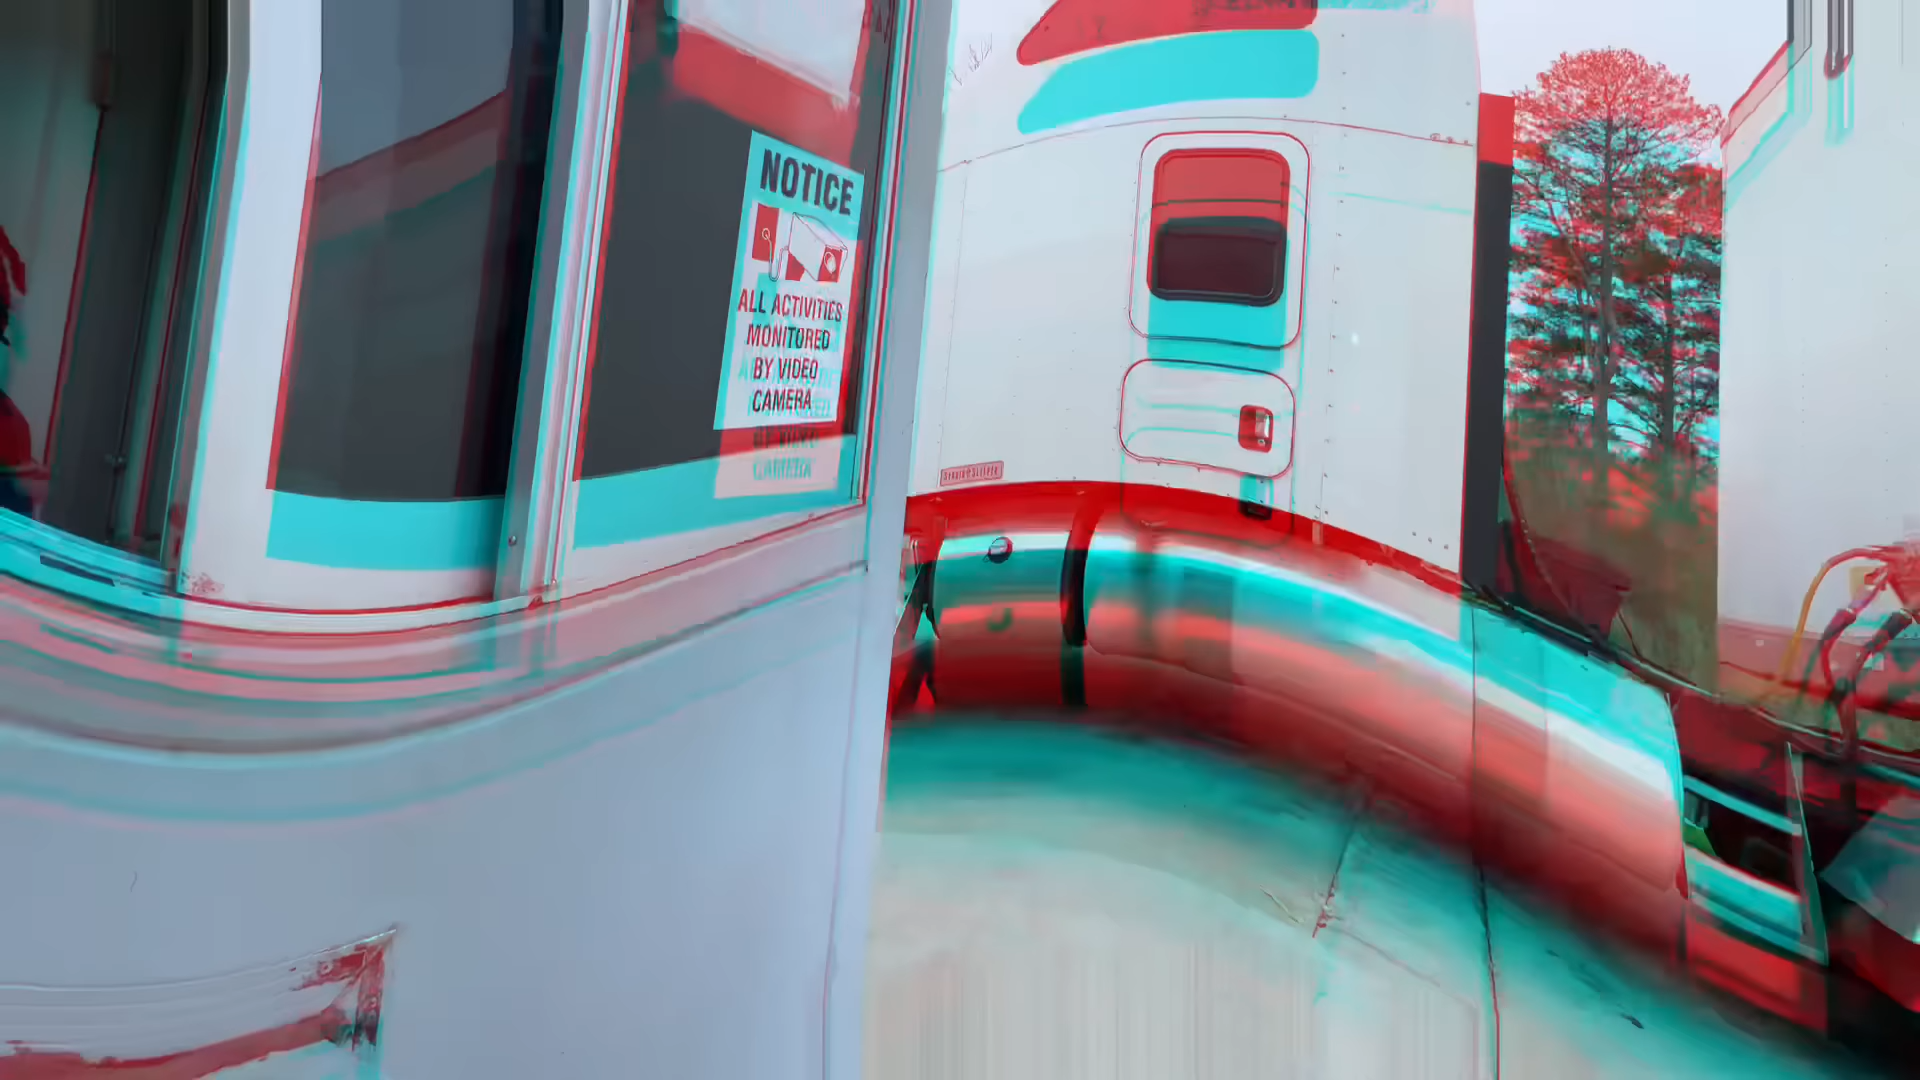 NOTICE
ALL ACTIVITIES
MONITORED
BY VIDEO
CAMERA